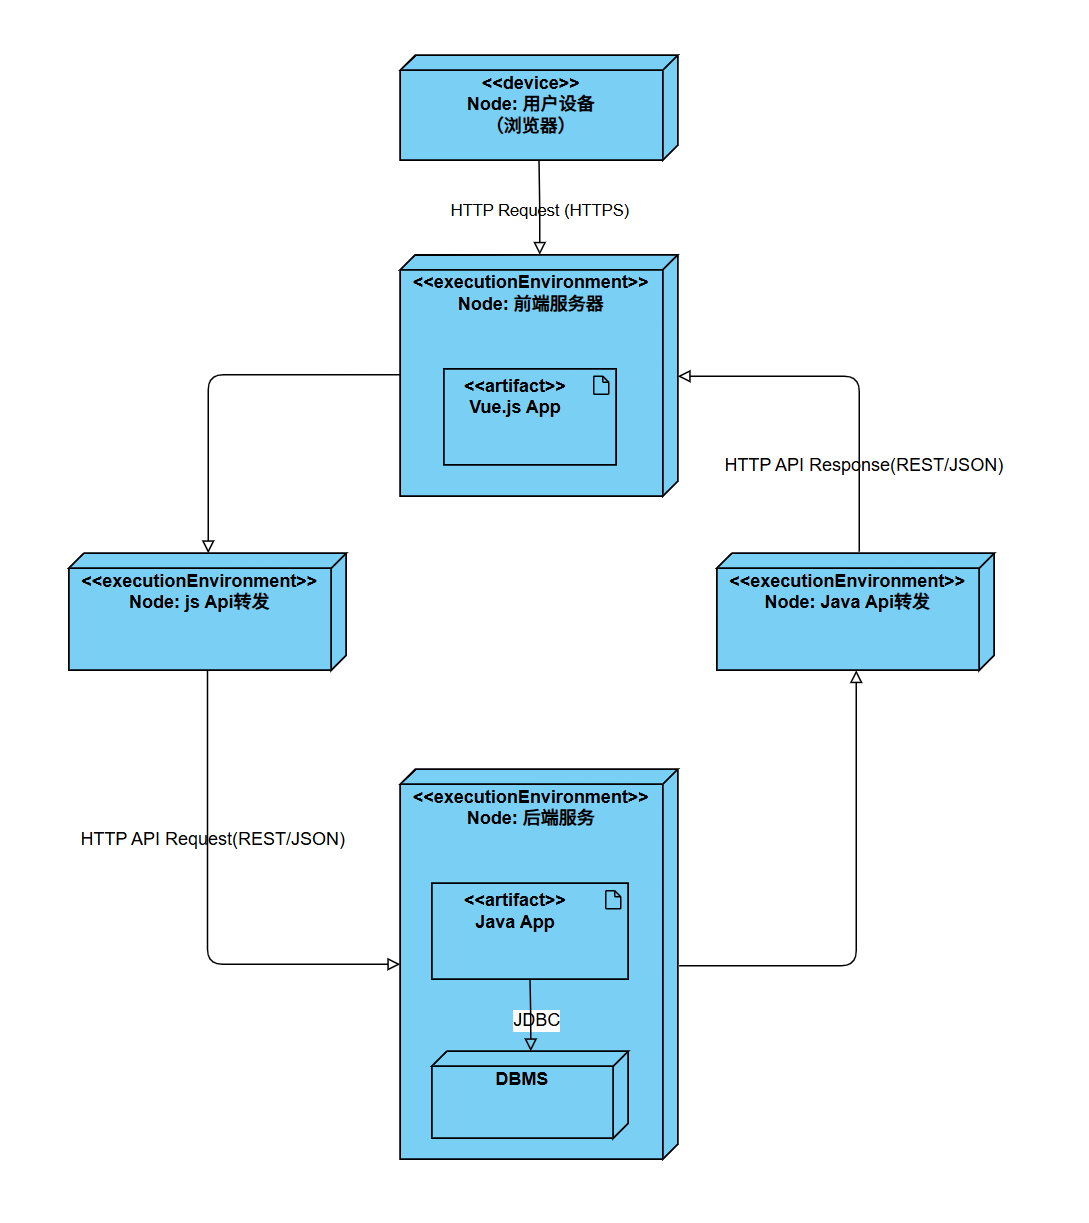 <<device>>
Node: 用户设备
（浏览器）
HTTP Request (HTTPS)
<<executionEnvironment>>
Node: 前端服务器
<<artifact>>
Vue.js App
HTTP API Response(REST/JSON)
<<executionEnvironment>>
Node: js Api转发
<<executionEnvironment>>
Node: Java Api转发
<<executionEnvironment>>
Node: 后端服务
HTTP API Request(REST/JSON)
<<artifact>>
Java App
JDBC
DBMS